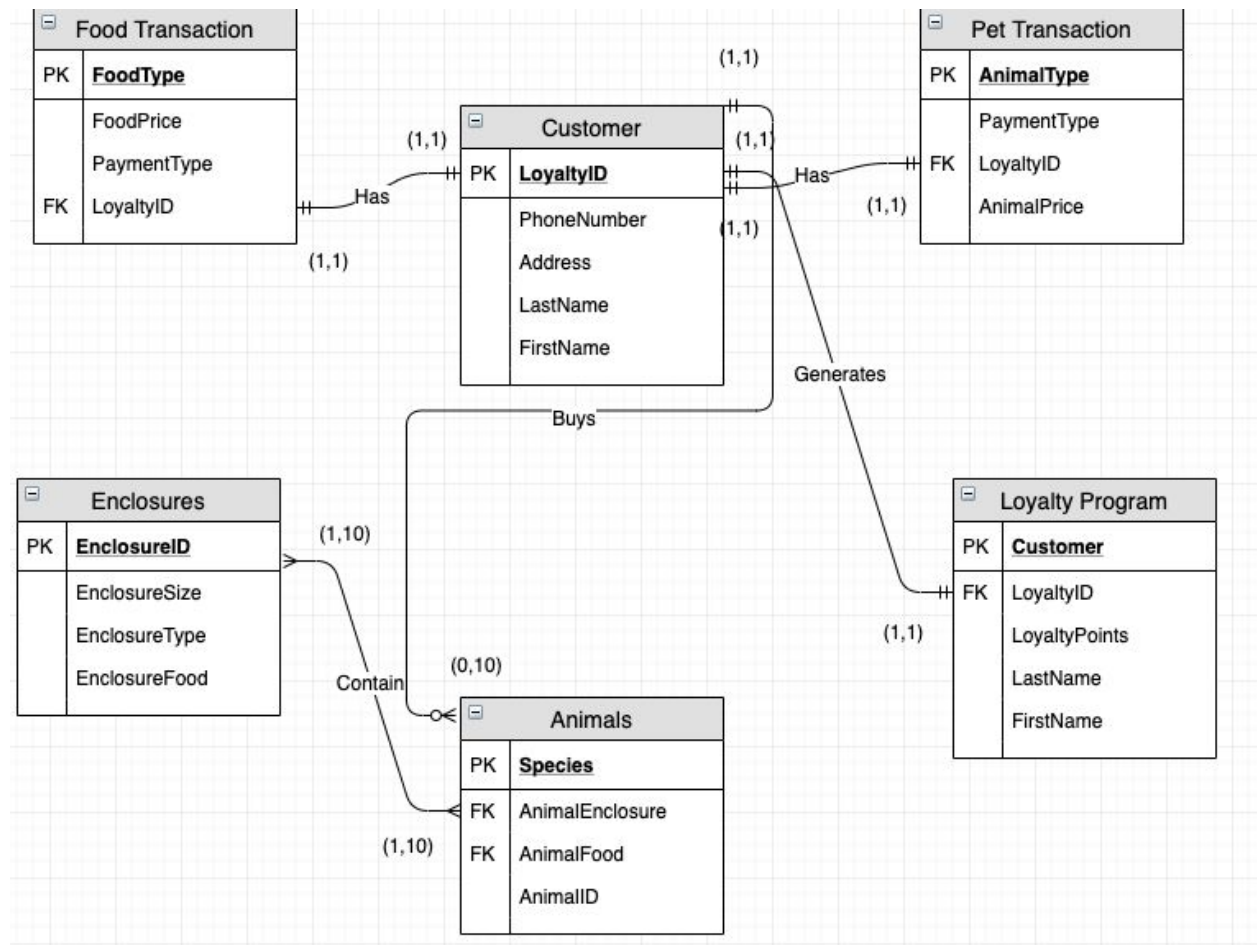 Food Transaction
PK FoodType
FoodPrice
PaymentType
FK LoyaltyID
(1,1)
Has
(1,1)
Customer
PK LoyaltyID
PhoneNumber
Address
LastName
FirstName
(1,1)
(1,1)
(1,1)
Has
(1,1)
Pet Transaction
PK AnimalType
PaymentType
FK LoyaltyID
AnimalPrice
Generates
Buys
Enclosures
PK EnclosureID
EnclosureSize
EnclosureType
EnclosureFood
(1,10)
Contain
(1,10)
(0,10)
Animals
PK Species
FK AnimalEnclosure
FK AnimalFood
AnimalID
(1,1)
Loyalty Program
PK Customer
FK LoyaltyID
LoyaltyPoints
LastName
FirstName